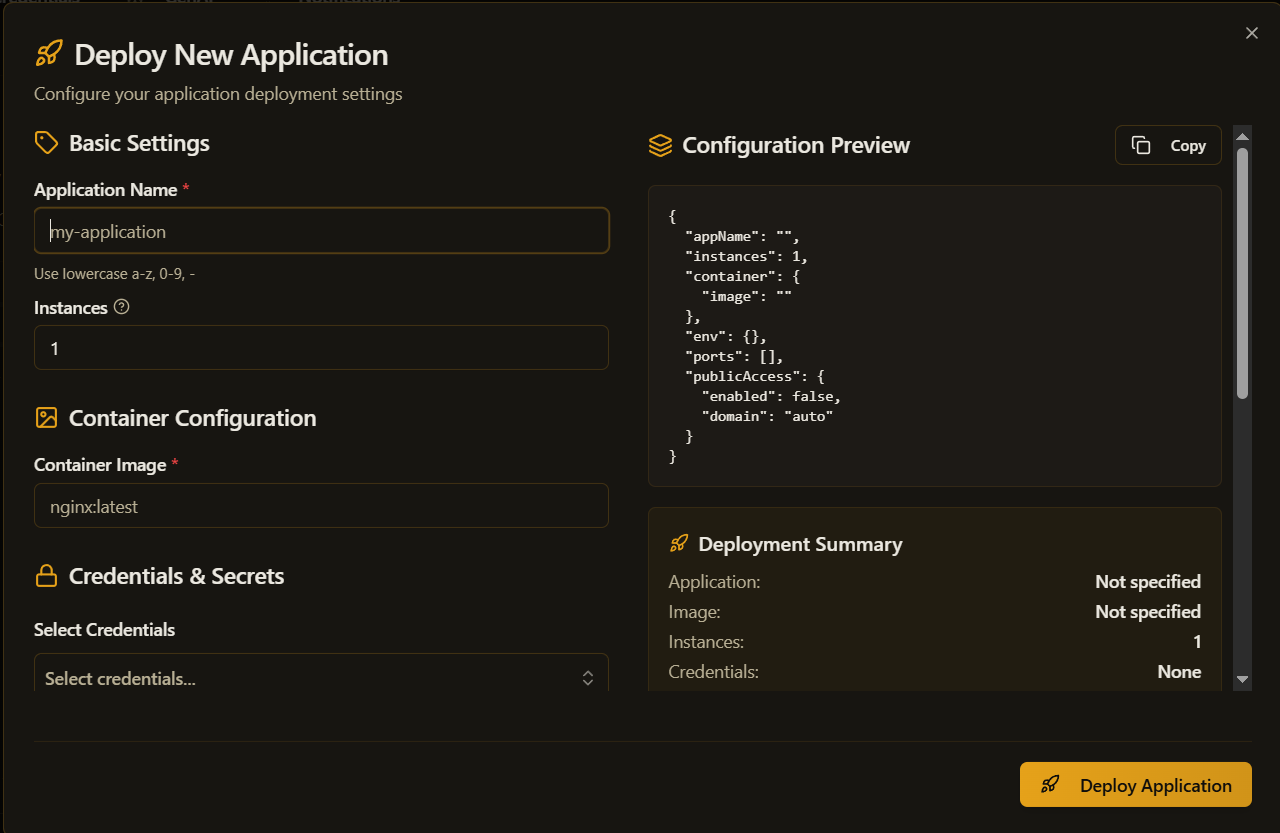 Notifications
Deploy New Application
Configure your application deployment settings
Basic Settings
Application Name *
my-application
Use lowercase a-z, 0-9, -
Instances
1
Container Configuration
Container Image *
nginx:latest
Credentials & Secrets
Select Credentials
Select credentials...
Configuration Preview
Copy
{
  "appName": "",
  "instances": 1,
  "container": {
    "image": ""
  },
  "env": {},
  "ports": [],
  "publicAccess": {
    "enabled": false,
    "domain": "auto"
  }
}
Deployment Summary
Application: Not specified
Image: Not specified
Instances: 1
Credentials: None
Deploy Application